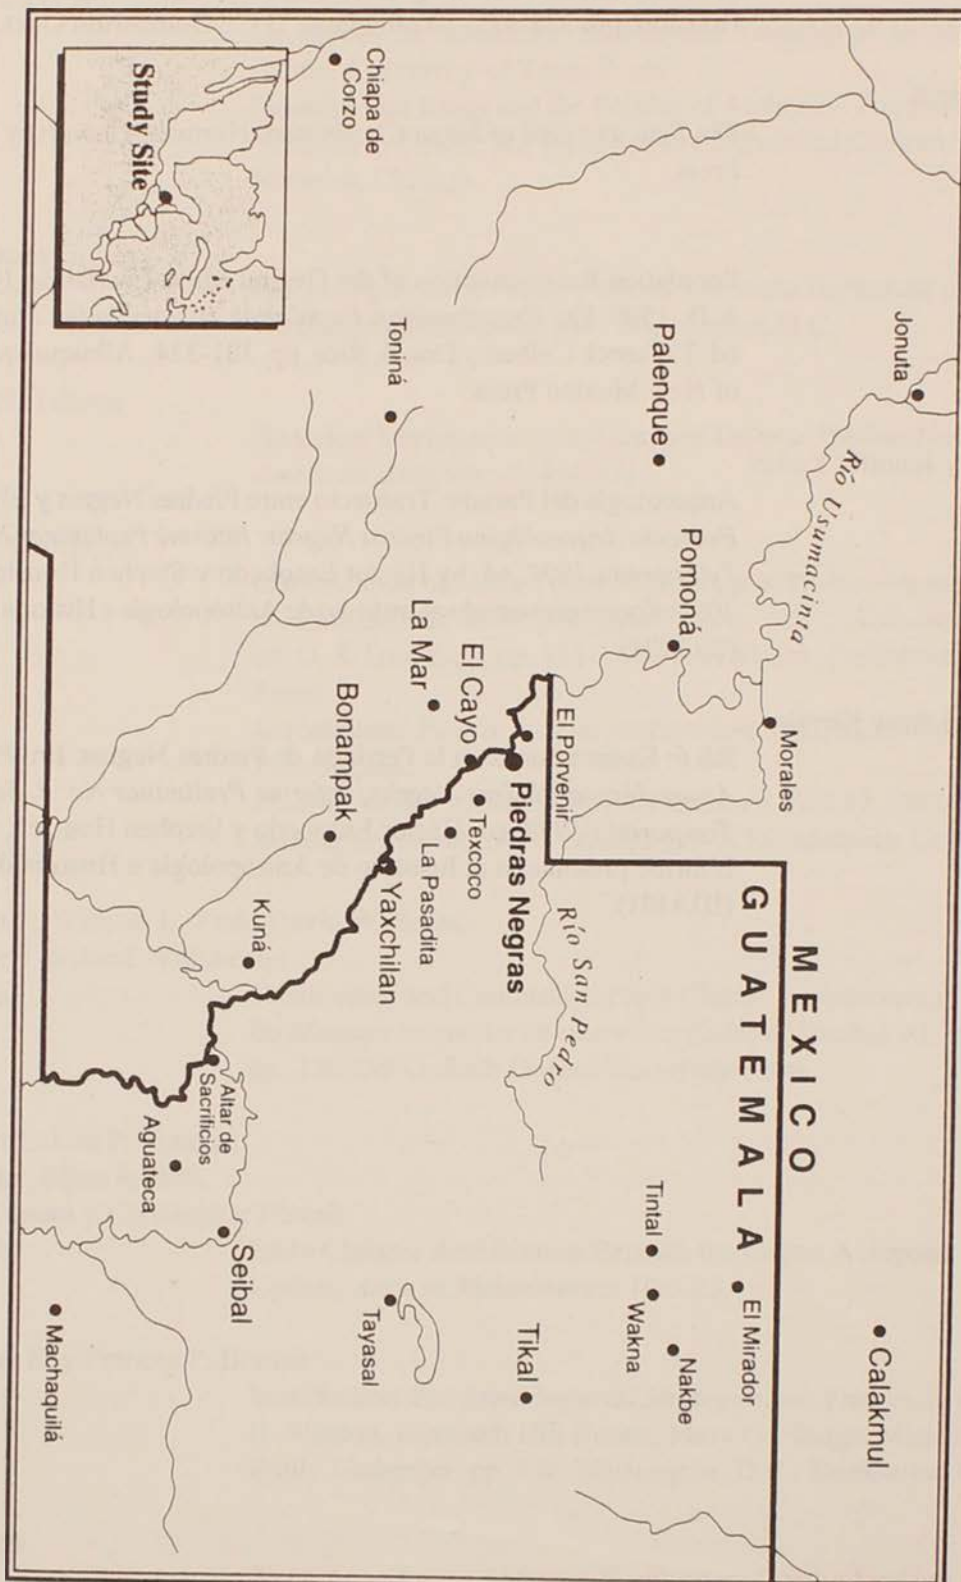 MEXICO
GUATEMALA
Calakmul
El Mirador
Nakbe
Wakna
Tintal
Tikal
Tayasal
Machaquilá
Seibal
Aguateca
Altar de
Sacrificios
Río San Pedro
Morales
Río Usumacinta
Jonuta
Pomoná
Palenque
El Porvenir
Piedras Negras
Texcoco
El Cayo
La Mar
La Pasadita
Yaxchilan
Bonampak
Kuná
Toniná
Chiapa de
Corzo
Study Site